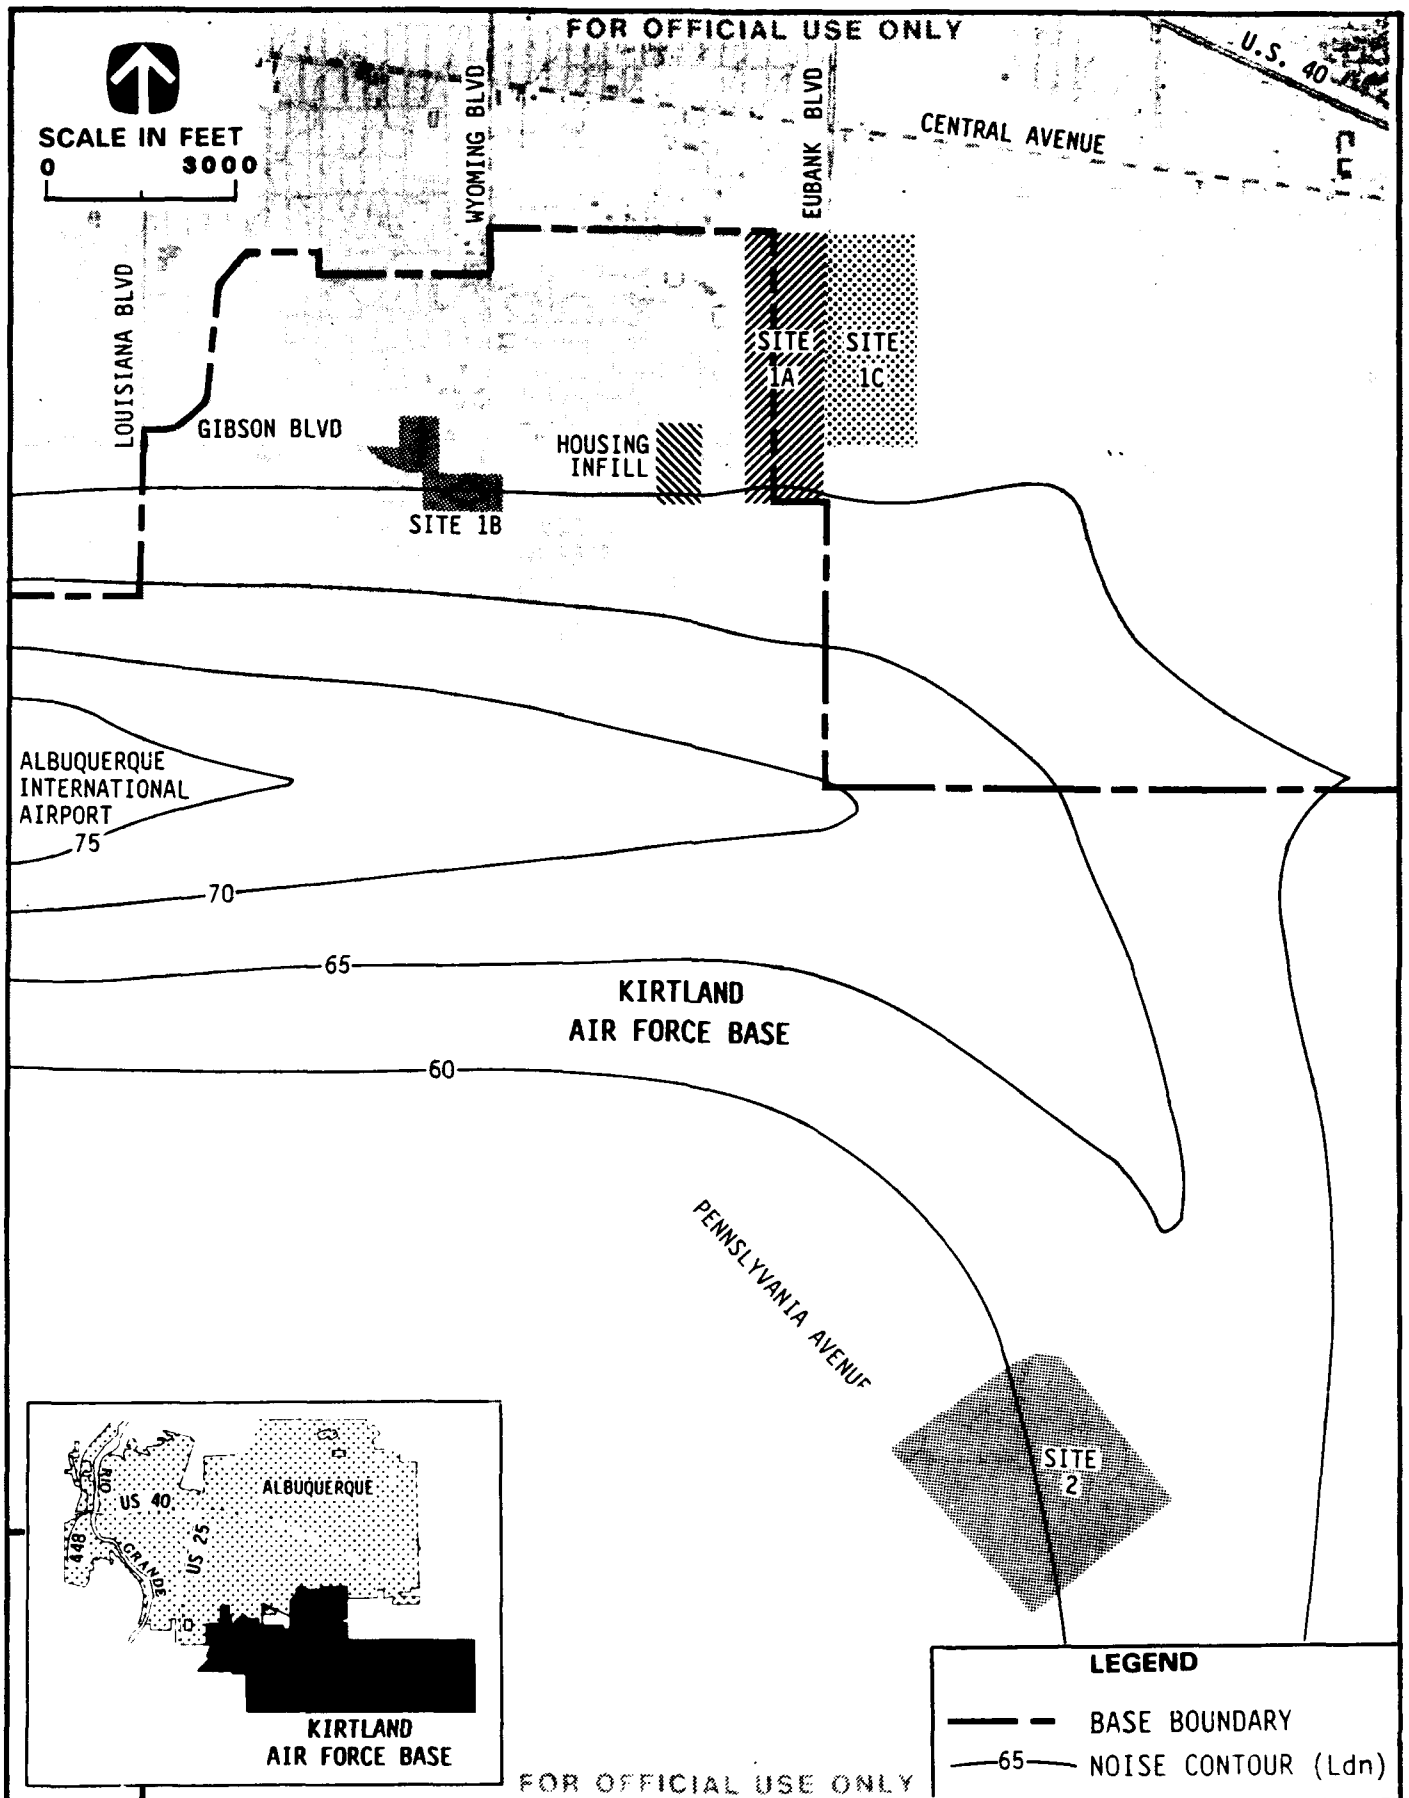 FOR OFFICIAL USE ONLY
SCALE IN FEET
0 3000
U.S. 40
WYOMING BLVD
EUBANK BLVD
CENTRAL AVENUE
LOUISIANA BLVD
GIBSON BLVD
SITE
1A
SITE
1C
HOUSING
INFILL
SITE 1B
ALBUQUERQUE
INTERNATIONAL
AIRPORT
75
70
65
KIRTLAND
AIR FORCE BASE
60
PENNSLYVANIA AVENUE
SITE
2
RIO
GRANDE
US 40
US 25
448
ALBUQUERQUE
KIRTLAND
AIR FORCE BASE
LEGEND
BASE BOUNDARY
65 NOISE CONTOUR (Ldn)
FOR OFFICIAL USE ONLY